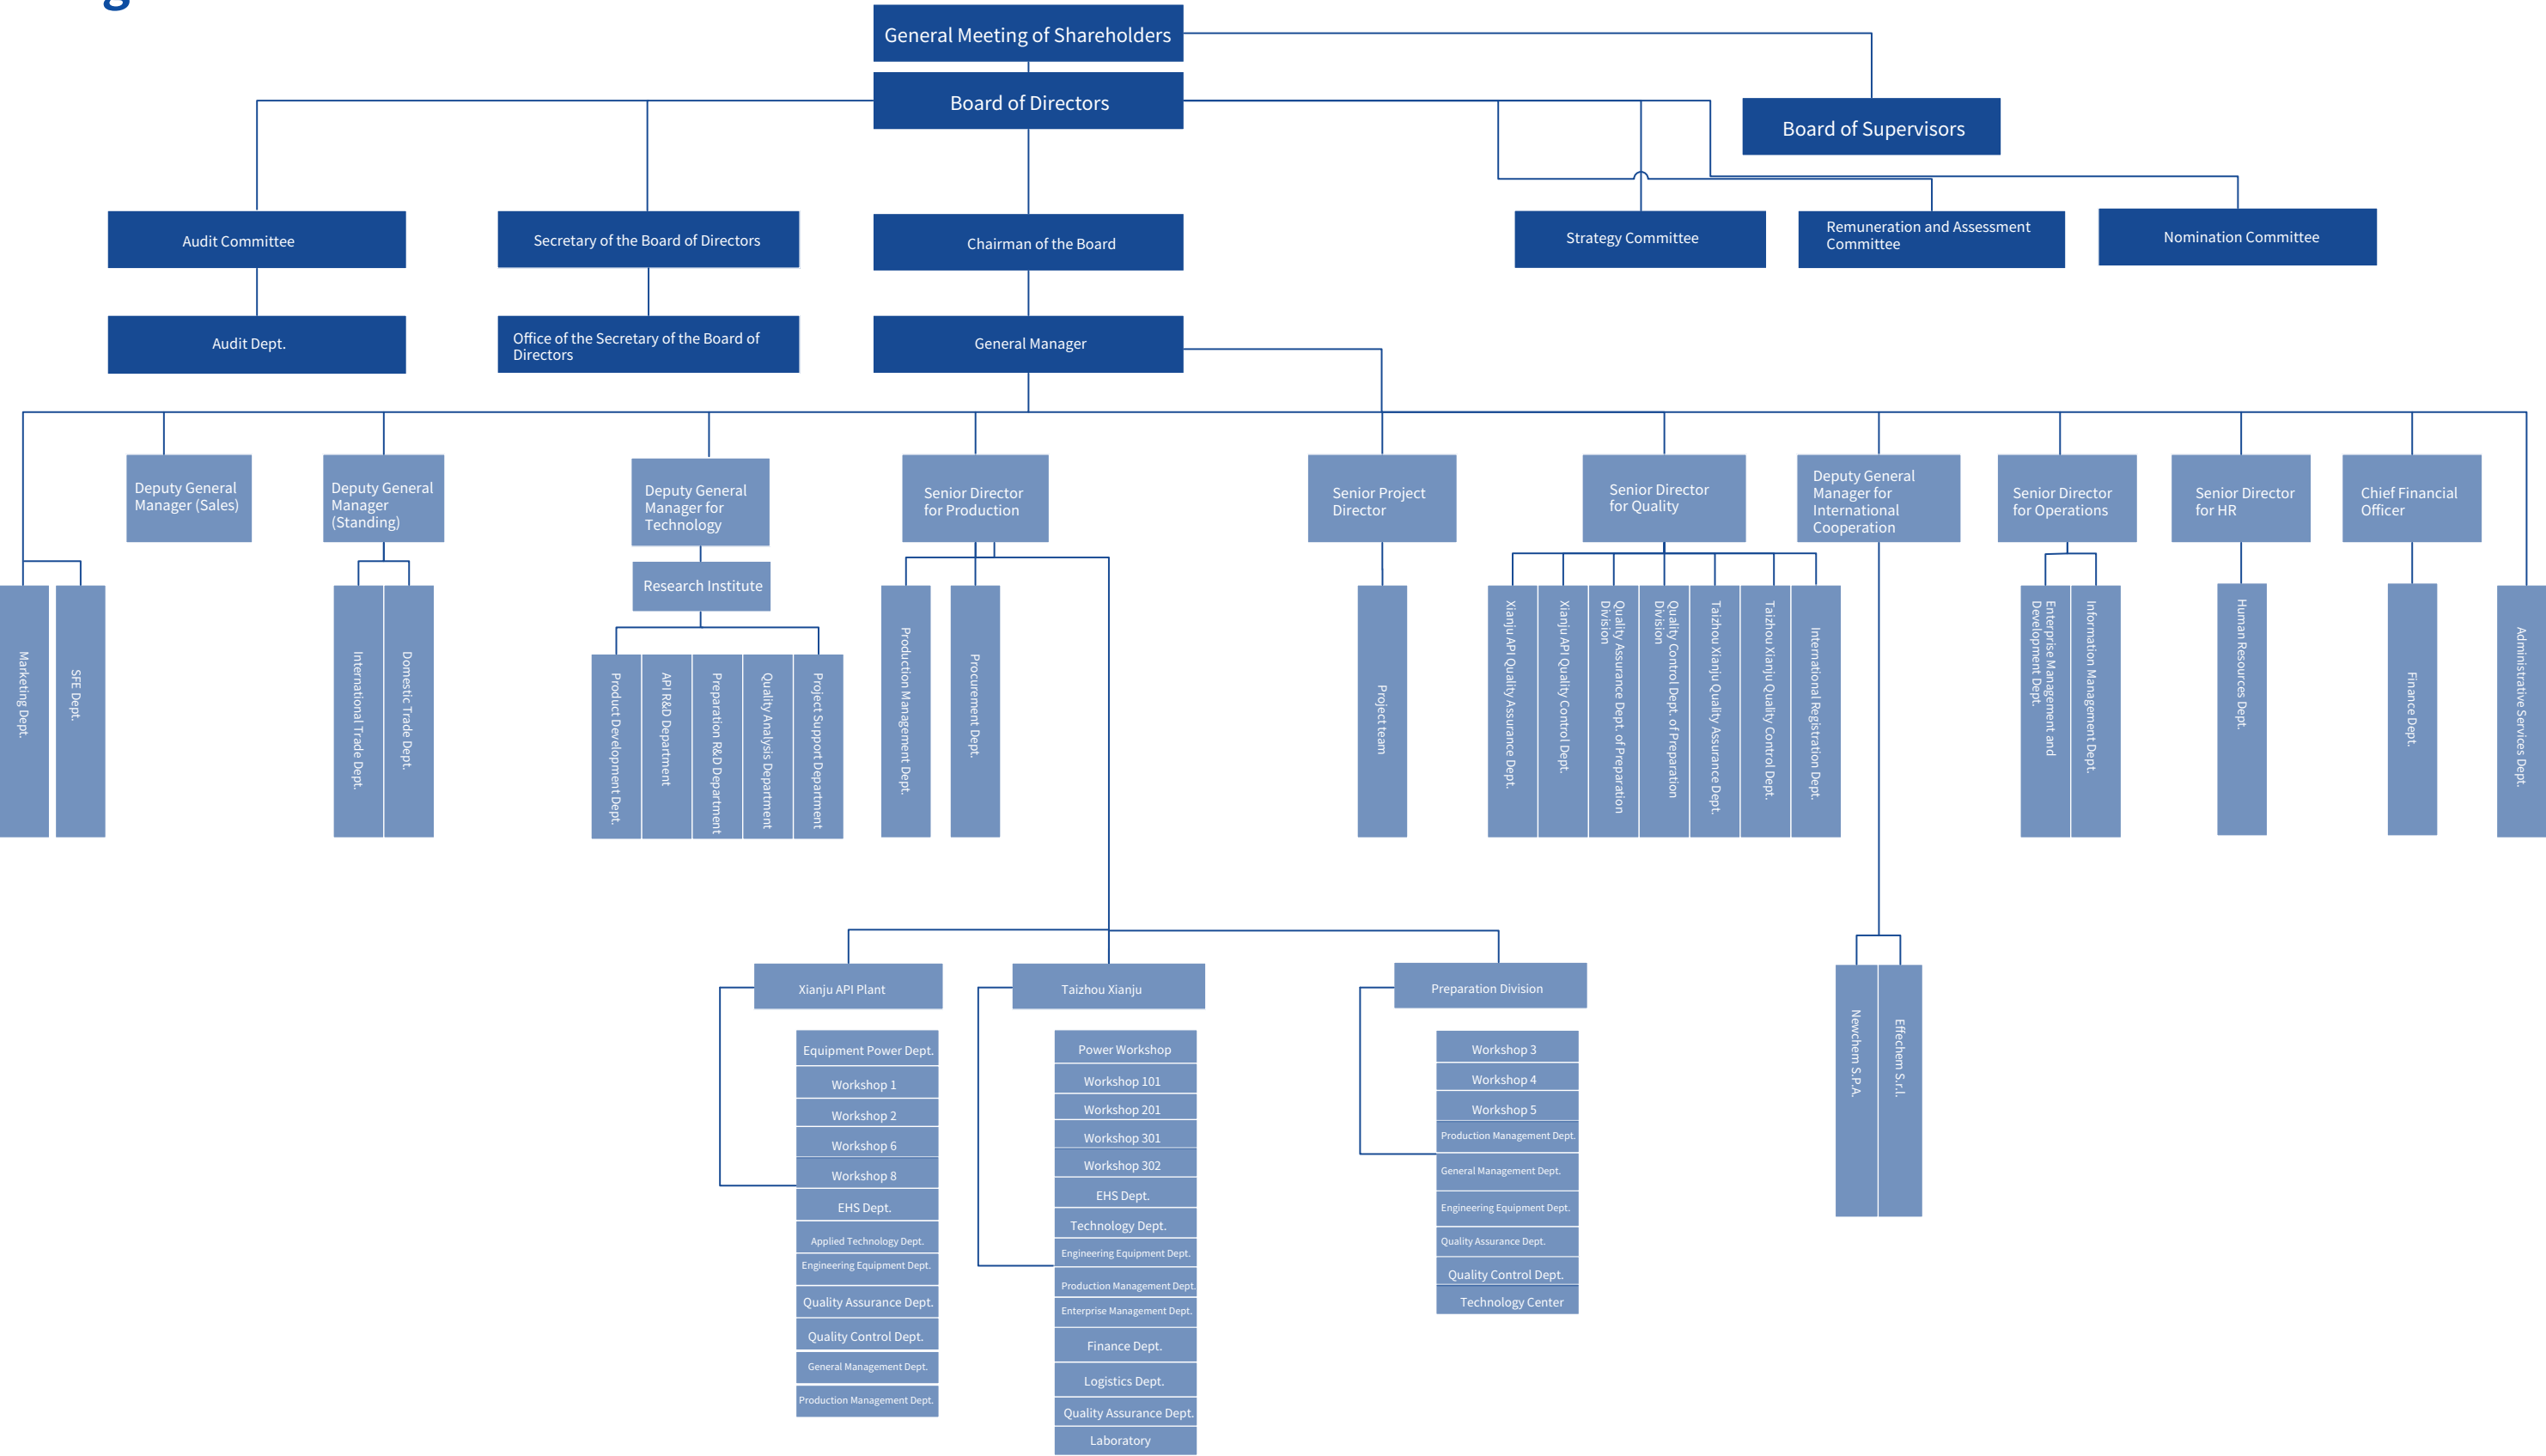 General Meeting of Shareholders
Board of Directors
Board of Supervisors
Audit Committee
Secretary of the Board of Directors
Chairman of the Board
Strategy Committee
Remuneration and Assessment
Committee
Nomination Committee
Audit Dept.
Office of the Secretary of the Board of
Directors
General Manager
Deputy General
Manager (Sales)
Deputy General
Manager
(Standing)
Deputy General
Manager for
Technology
Senior Director
for Production
Senior Project
Director
Senior Director
for Quality
Deputy General
Manager for
International
Cooperation
Senior Director
for Operations
Senior Director
for HR
Chief Financial
Officer
Research Institute
Marketing Dept.
SFE Dept.
International Trade Dept.
Domestic Trade Dept.
Product Development Dept.
API R&D Department
Preparation R&D Department
Quality Analysis Department
Project Support Department
Production Management Dept.
Procurement Dept.
Project team
Xianju API Quality Assurance Dept.
Xianju API Quality Control Dept.
Quality Assurance Dept. of Preparation
Division
Quality Control Dept. of Preparation
Division
Taizhou Xianju Quality Assurance Dept.
Taizhou Xianju Quality Control Dept.
International Registration Dept.
Enterprise Management and
Development Dept.
Information Management Dept.
Human Resources Dept.
Finance Dept.
Administrative Services Dept.
Xianju API Plant
Equipment Power Dept.
Workshop 1
Workshop 2
Workshop 6
Workshop 8
EHS Dept.
Applied Technology Dept.
Engineering Equipment Dept.
Quality Assurance Dept.
Quality Control Dept.
General Management Dept.
Production Management Dept.
Taizhou Xianju
Power Workshop
Workshop 101
Workshop 201
Workshop 301
Workshop 302
EHS Dept.
Technology Dept.
Engineering Equipment Dept.
Production Management Dept.
Enterprise Management Dept.
Finance Dept.
Logistics Dept.
Quality Assurance Dept.
Laboratory
Preparation Division
Workshop 3
Workshop 4
Workshop 5
Production Management Dept.
General Management Dept.
Engineering Equipment Dept.
Quality Assurance Dept.
Quality Control Dept.
Technology Center
Newchem S.P.A.
Effechem S.r.l.